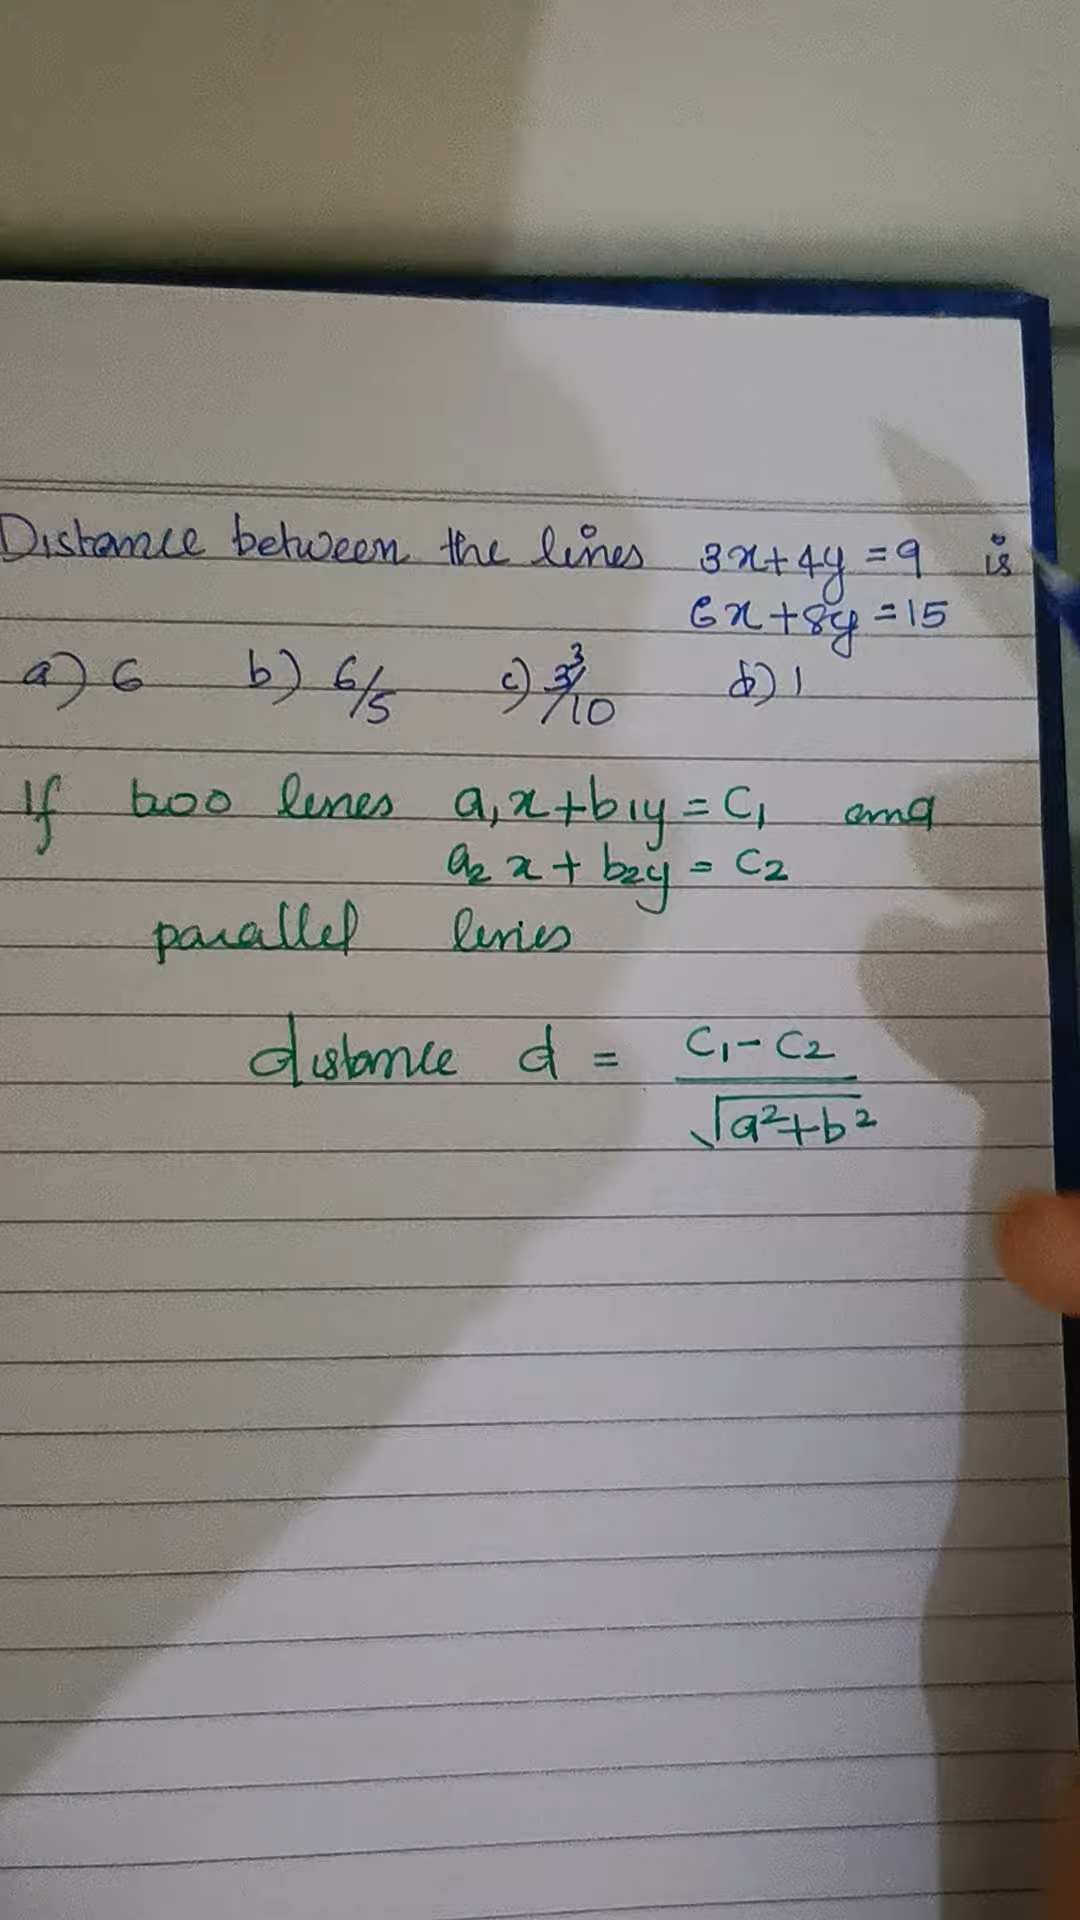 Distance between the lines 3x+4y=9 is
6x+8y=15
a) 6 b) 6/5 c) 3/10 d) 1
If two lines a₁x+b₁y=C₁ and
a₂x+b₂y=C₂
parallel lines
distance d = C₁-C₂
√a²+b²